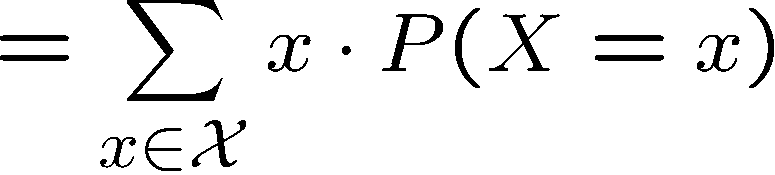 = ∑_{x∈𝒳} x · P(X = x)